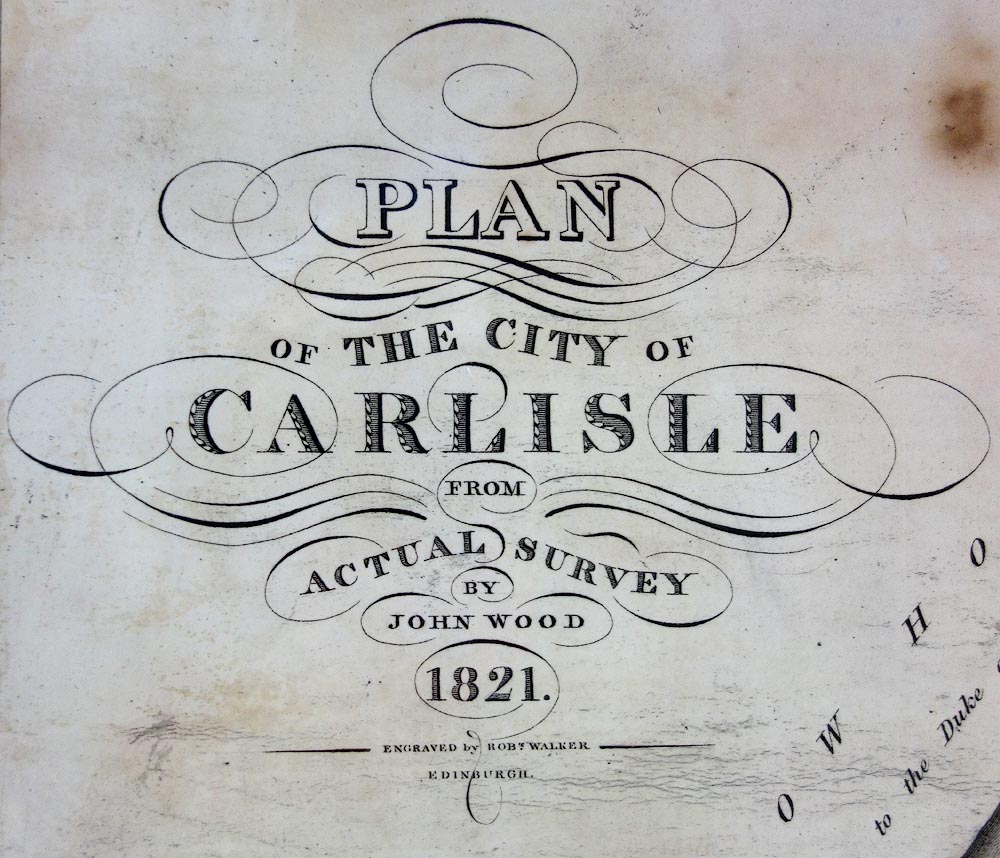 PLAN
OF THE CITY OF
CARLISLE
FROM
ACTUAL SURVEY
BY
JOHN WOOD
1821.
ENGRAVED by ROBT. WALKER
EDINBURGH.
O W H O
to the Duke